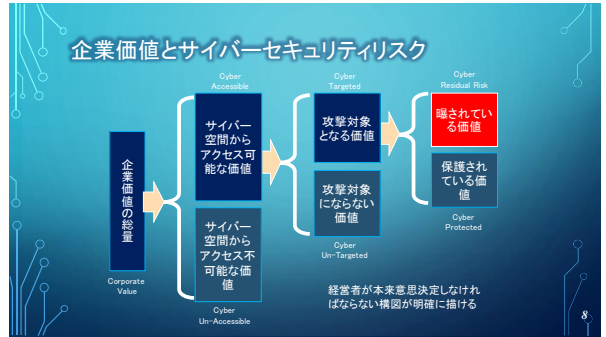 企業価値とサイバーセキュリティリスク
Cyber
Accessible
Cyber
Targeted
Cyber
Residual Risk
サイバー
空間から
アクセス可
能な価値
攻撃対象
となる価値
曝されてい
る価値
企業価値の総量
保護され
ている価
値
攻撃対象
にならない
価値
サイバー
空間から
アクセス不
可能な価
値
Cyber
Protected
Cyber
Un-Targeted
Corporate
Value
Cyber
Un-Accessible
経営者が本来意思決定しなけれ
ばならない構図が明確に描ける
8